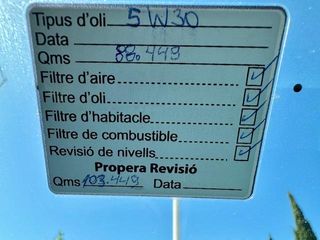 Tipus d'oli 5W30
Data
Qms 88.449
Filtre d'aire ✓
Filtre d'oli ✓
Filtre d'habitacle ✓
Filtre de combustible ✓
Revisió de nivells ✓
Propera Revisió
Qms 103.449 Data